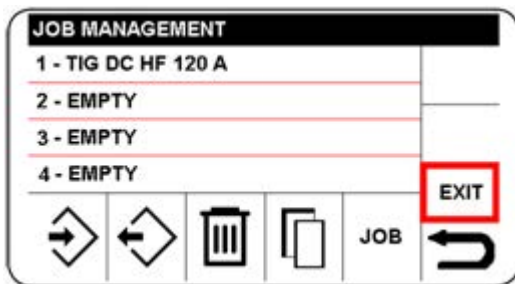 JOB MANAGEMENT
1 - TIG DC HF 120 A
2 - EMPTY
3 - EMPTY
4 - EMPTY
EXIT
JOB